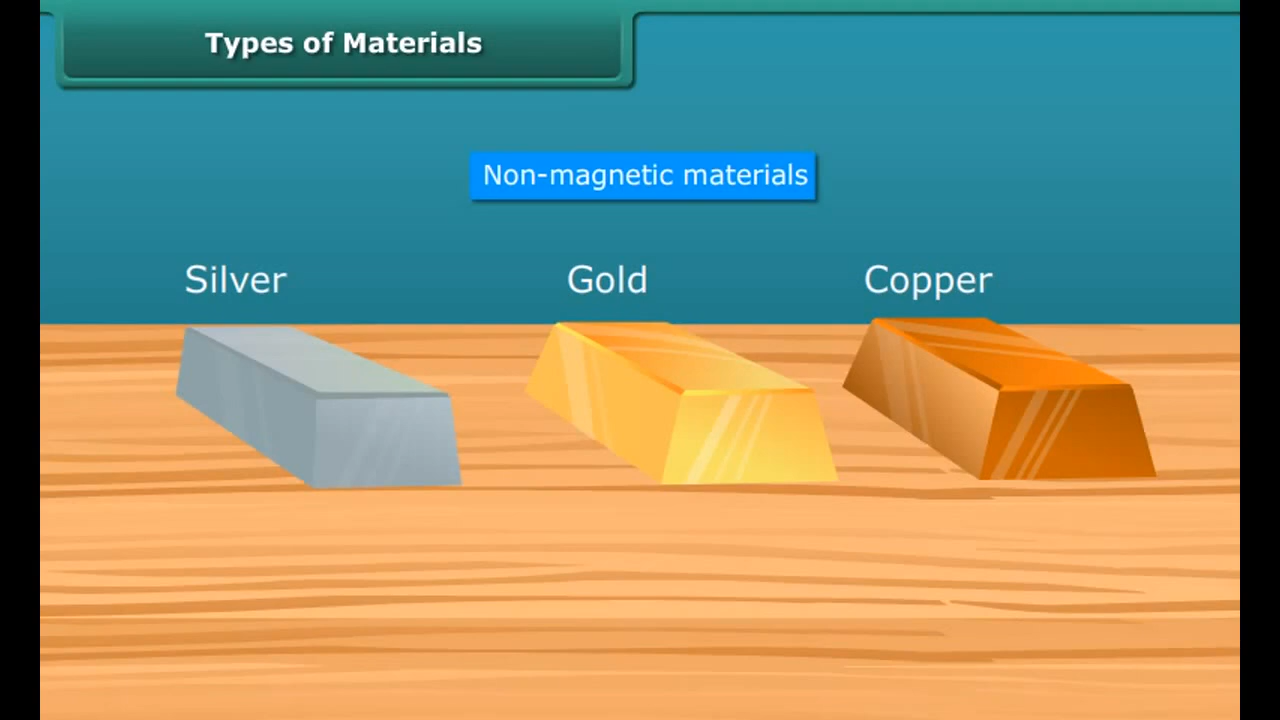 Types of Materials
Non-magnetic materials
Silver
Gold
Copper